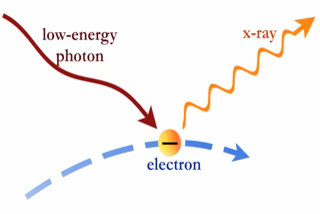 low-energy
photon
x-ray
−
electron